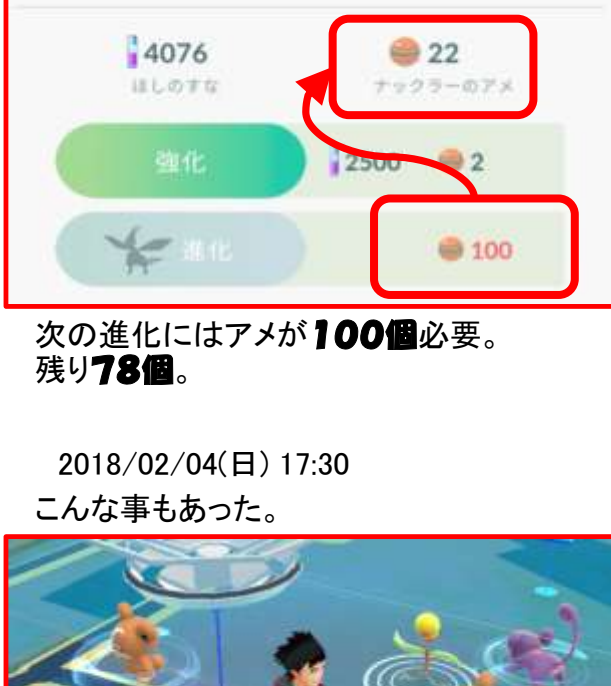 4076 22
ほしのすな ナックラーのアメ
強化 2500 2
進化 100
次の進化にはアメが100個必要。
残り78個。
2018/02/04(日) 17:30
こんな事もあった。